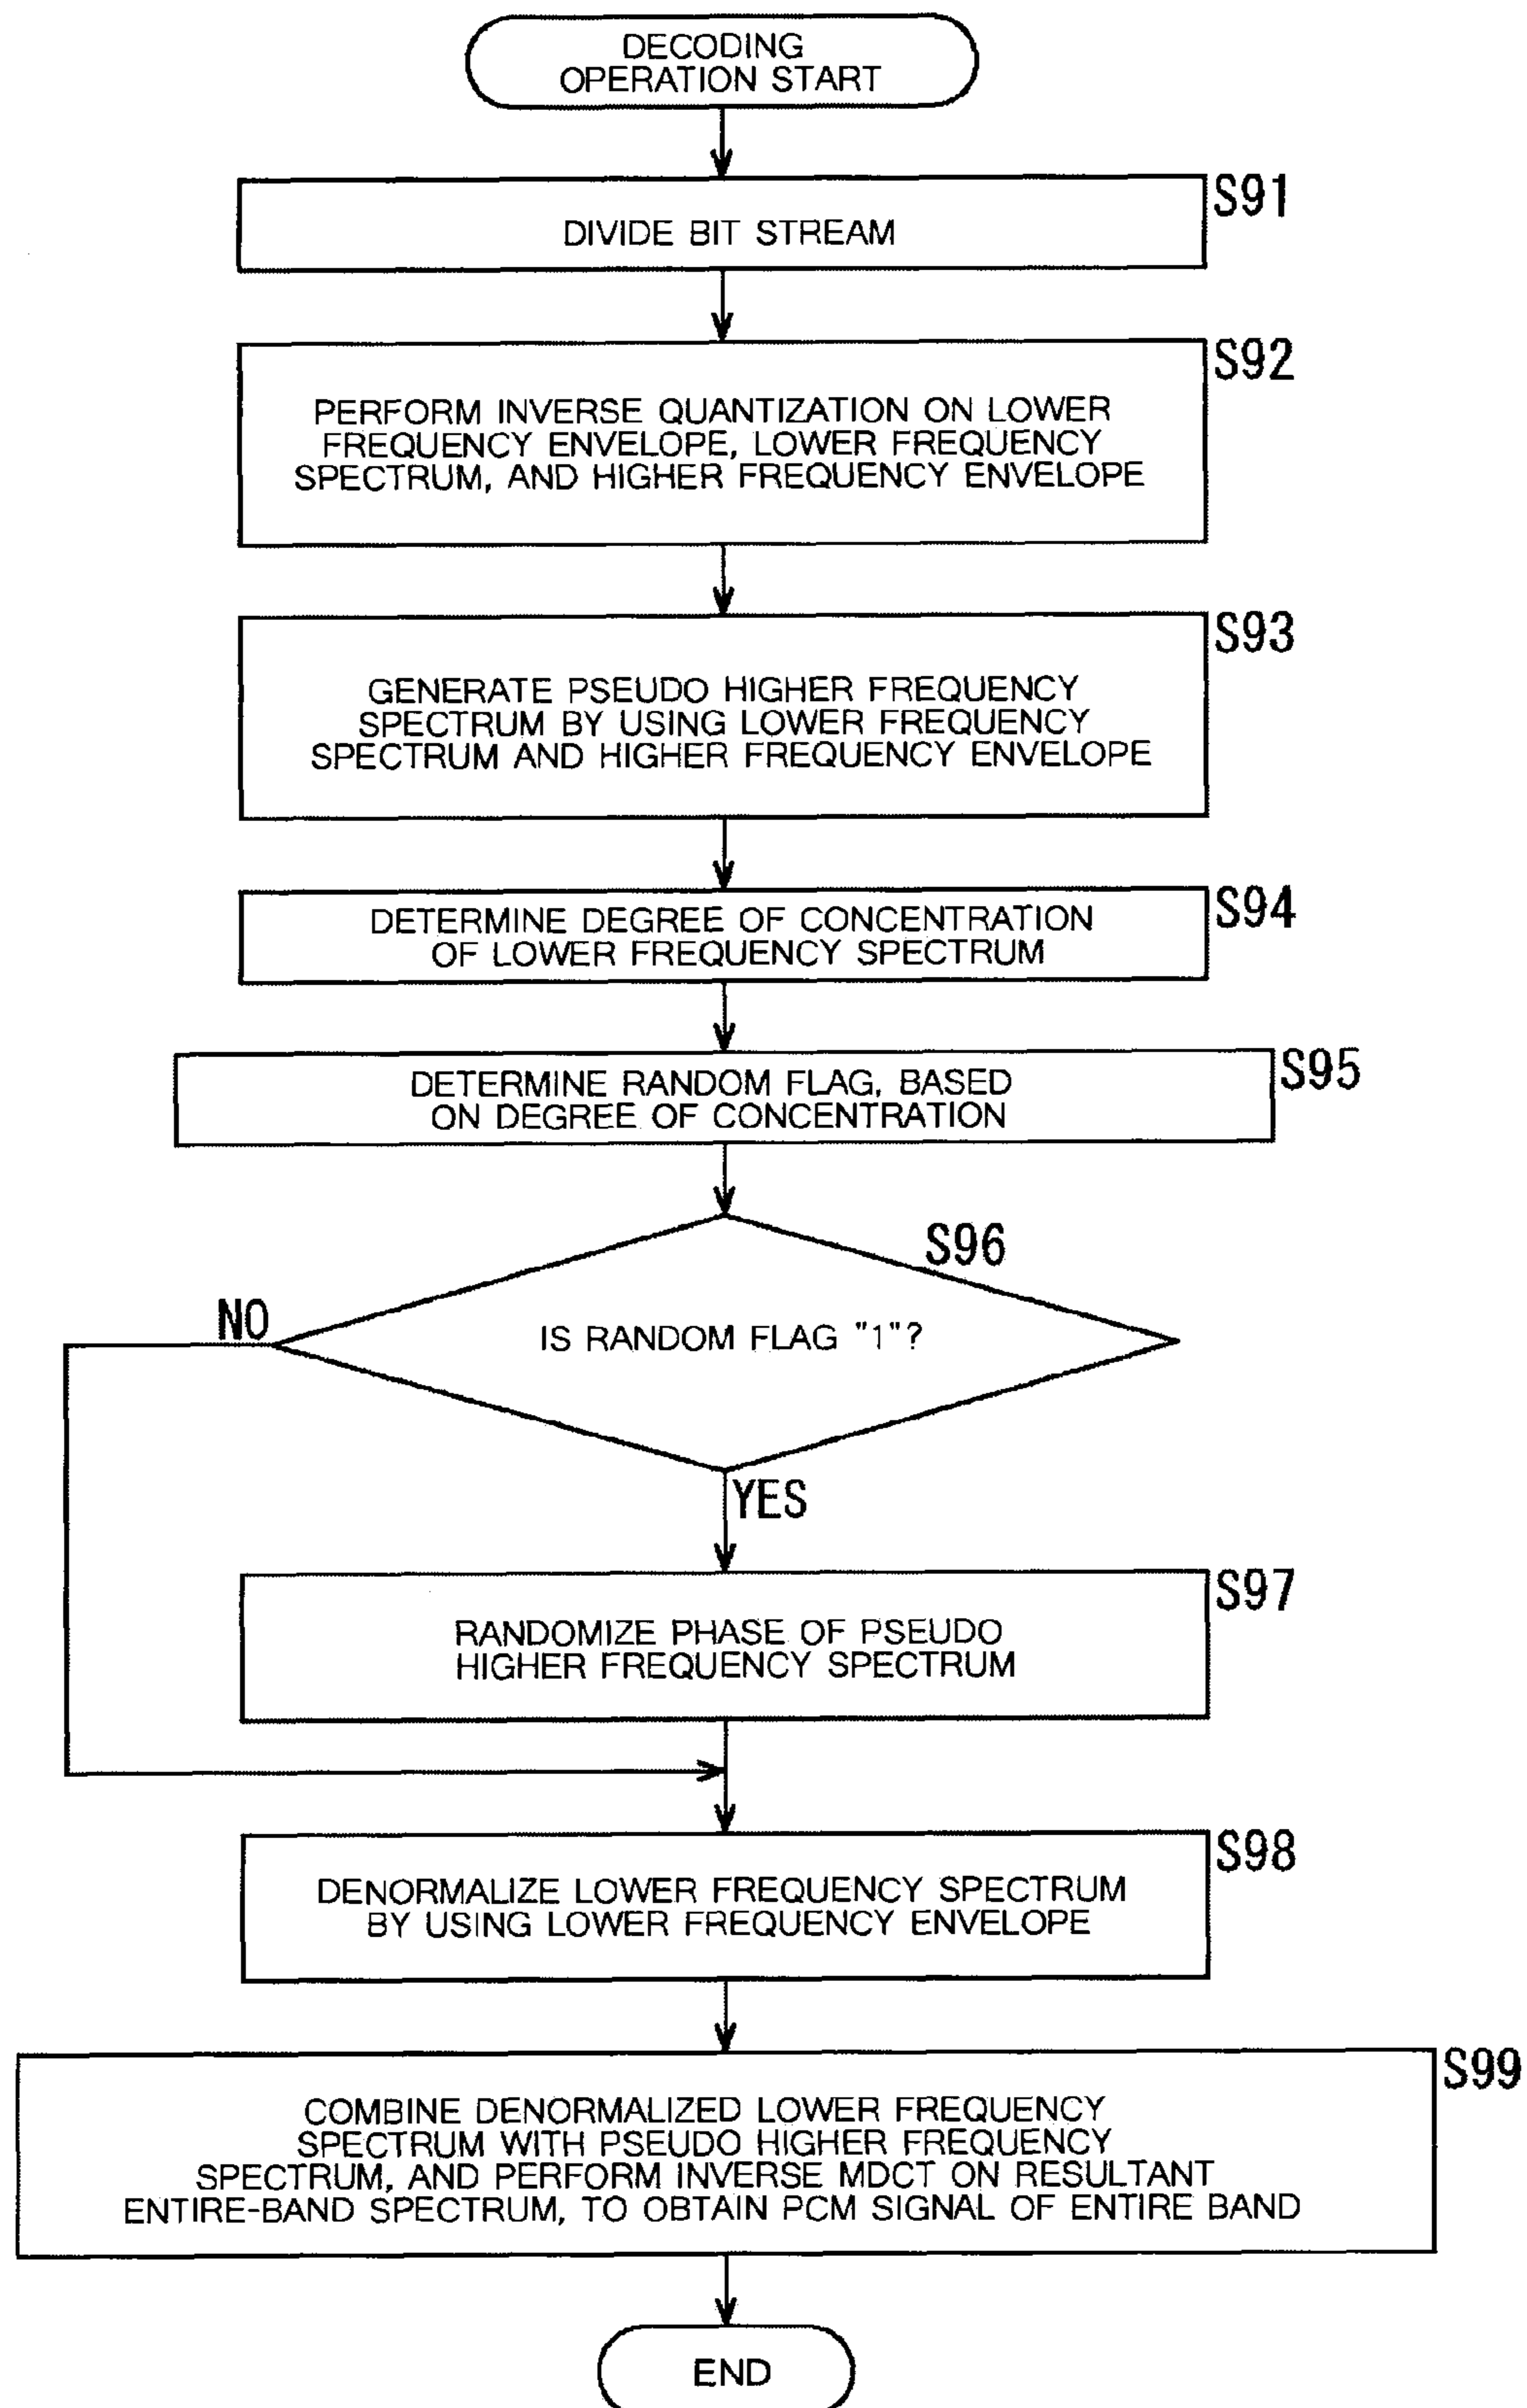 DECODING
OPERATION START
S91
DIVIDE BIT STREAM
S92
PERFORM INVERSE QUANTIZATION ON LOWER
FREQUENCY ENVELOPE, LOWER FREQUENCY
SPECTRUM, AND HIGHER FREQUENCY ENVELOPE
S93
GENERATE PSEUDO HIGHER FREQUENCY
SPECTRUM BY USING LOWER FREQUENCY
SPECTRUM AND HIGHER FREQUENCY ENVELOPE
S94
DETERMINE DEGREE OF CONCENTRATION
OF LOWER FREQUENCY SPECTRUM
S95
DETERMINE RANDOM FLAG, BASED
ON DEGREE OF CONCENTRATION
S96
NO
IS RANDOM FLAG "1"?
YES
S97
RANDOMIZE PHASE OF PSEUDO
HIGHER FREQUENCY SPECTRUM
S98
DENORMALIZE LOWER FREQUENCY SPECTRUM
BY USING LOWER FREQUENCY ENVELOPE
S99
COMBINE DENORMALIZED LOWER FREQUENCY
SPECTRUM WITH PSEUDO HIGHER FREQUENCY
SPECTRUM, AND PERFORM INVERSE MDCT ON RESULTANT
ENTIRE-BAND SPECTRUM, TO OBTAIN PCM SIGNAL OF ENTIRE BAND
END